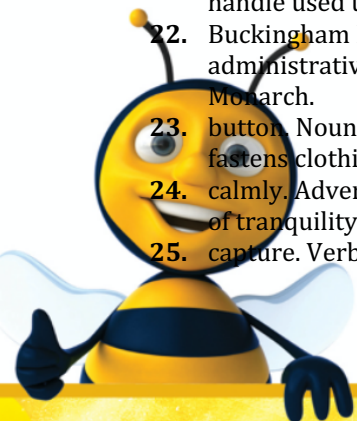 handle used t
22. Buckingham
administrativ
Monarch.
23. button. Noun
fastens clothi
24. calmly. Adver
of tranquility
25. capture. Verb